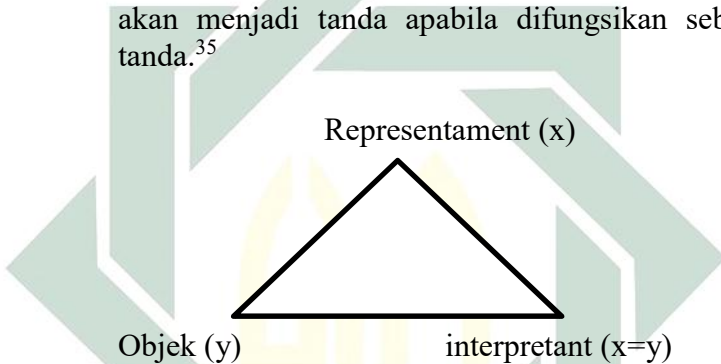 akan menjadi tanda apabila difungsikan seb
tanda.35
Representament (x)
Objek (y) interpretant (x=y)